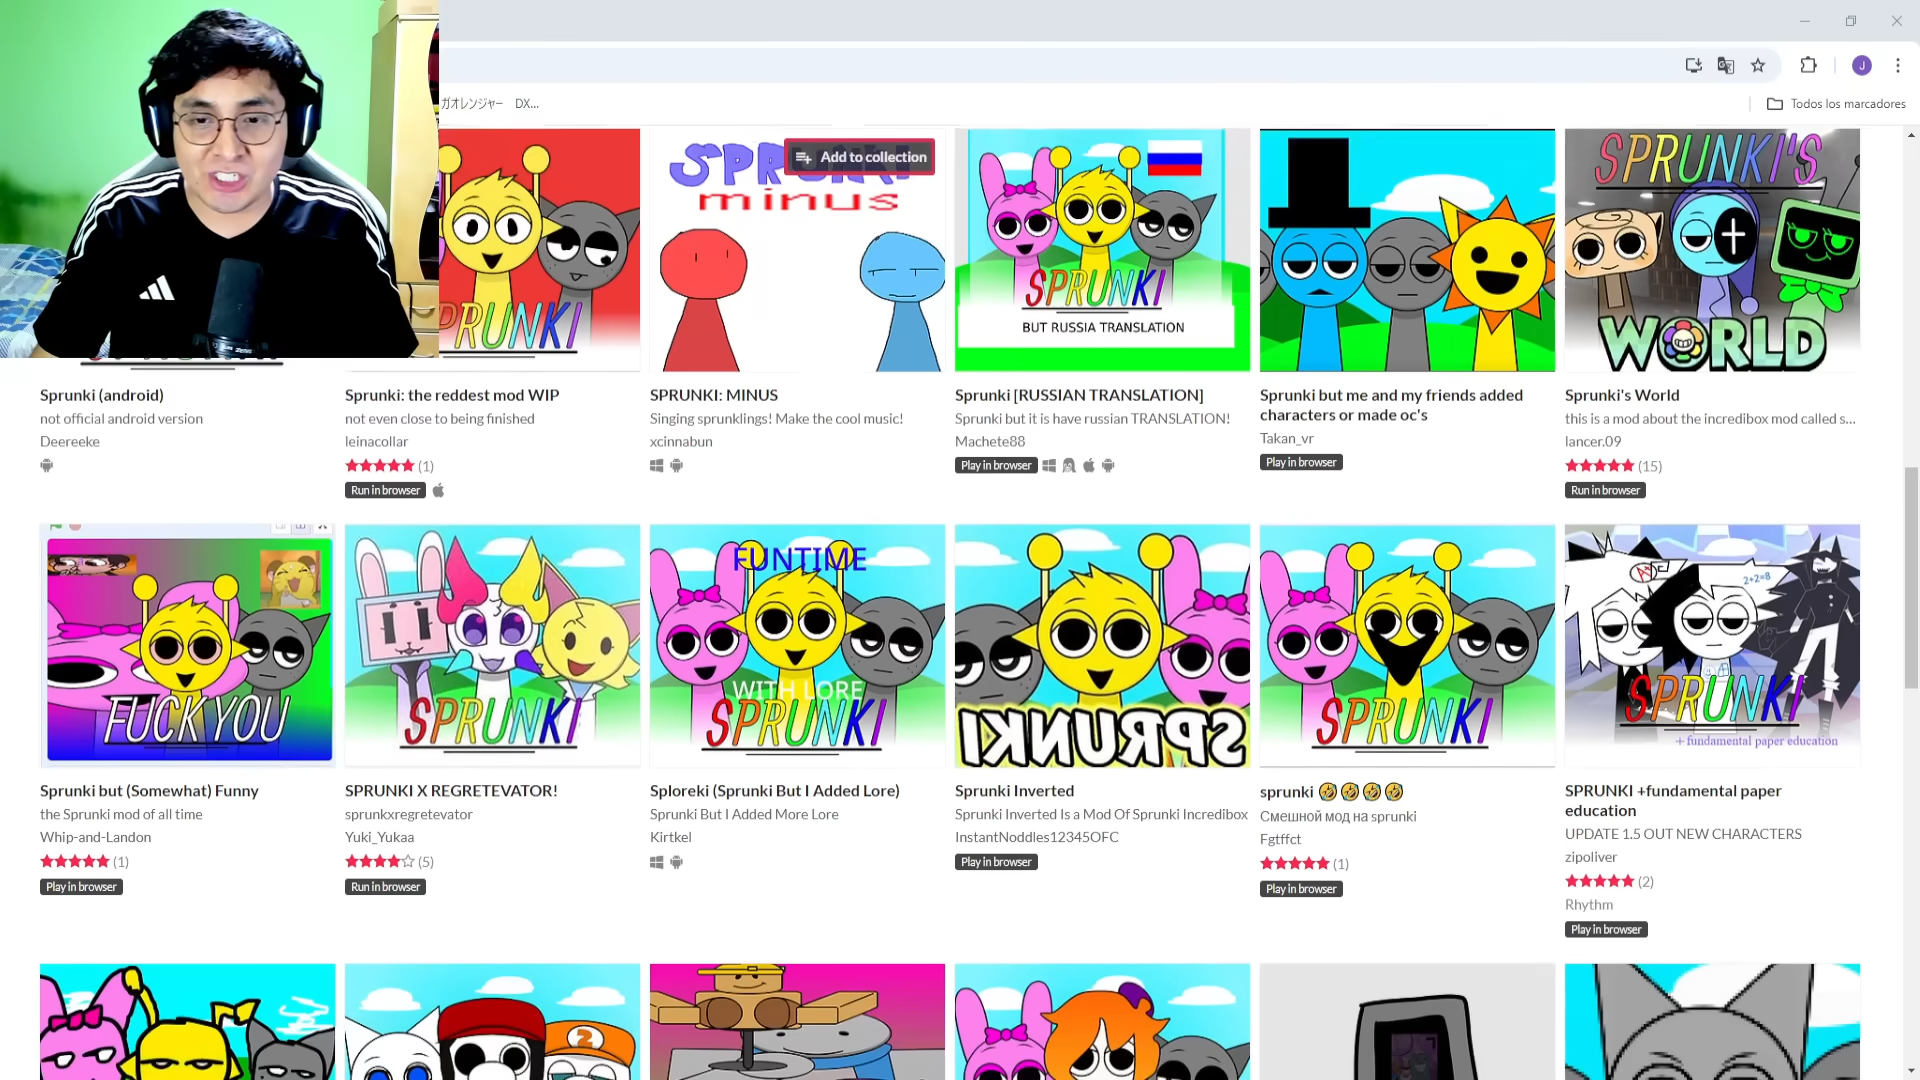 ガオレンジャー DX...
Todos los marcadores
J
SPRUNKI
SPRUNKI
minus
Add to collection
SPRUNKI
BUT RUSSIA TRANSLATION
SPRUNKI'S
WORLD
Sprunki (android)
not official android version
Deereeke
Sprunki: the reddest mod WIP
not even close to being finished
leinacollar
(1)
Run in browser
SPRUNKI: MINUS
Singing sprunklings! Make the cool music!
xcinnabun
Sprunki [RUSSIAN TRANSLATION]
Sprunki but it is have russian TRANSLATION!
Machete88
Play in browser
Sprunki but me and my friends added
characters or made oc's
Takan_vr
Play in browser
Sprunki's World
this is a mod about the incredibox mod called s...
lancer.09
(15)
Run in browser
FUCK YOU
SPRUNKI
FUNTIME
WITH LORE
SPRUNKI
SPRUNKI
SPRUNKI
A+
2+2=8
SPRUNKI
+fundamental paper education
Sprunki but (Somewhat) Funny
the Sprunki mod of all time
Whip-and-Landon
(1)
Play in browser
SPRUNKI X REGRETEVATOR!
sprunkxregretevator
Yuki_Yukaa
(5)
Run in browser
Sploreki (Sprunki But I Added Lore)
Sprunki But I Added More Lore
Kirtkel
Sprunki Inverted
Sprunki Inverted Is a Mod Of Sprunki Incredibox
InstantNoddles12345OFC
Play in browser
sprunki 🤣🤣🤣🤣
Смешной мод на sprunki
Fgtffct
(1)
Play in browser
SPRUNKI +fundamental paper
education
UPDATE 1.5 OUT NEW CHARACTERS
zipoliver
(2)
Rhythm
Play in browser
2